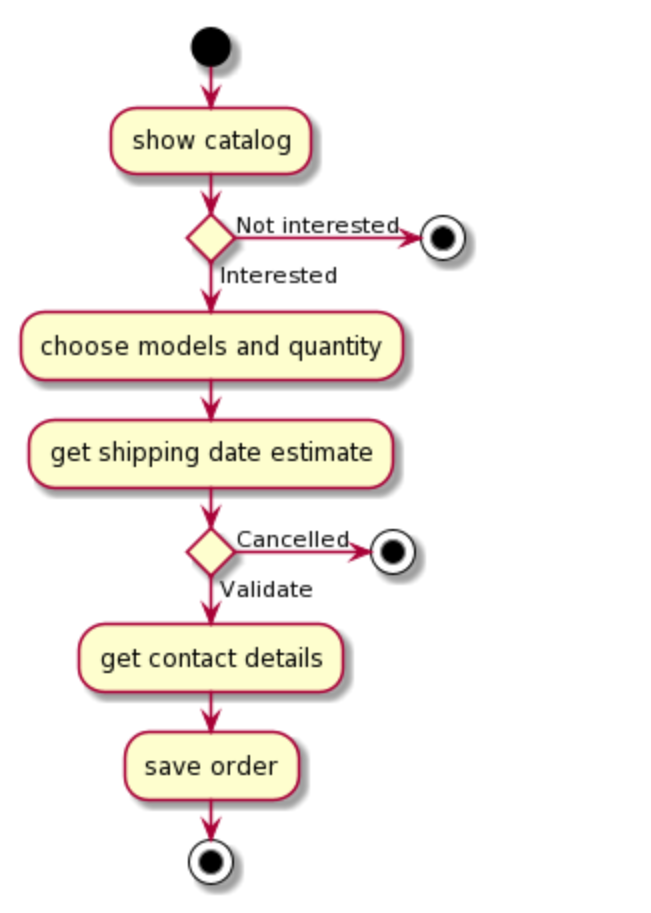 show catalog
Not interested
Interested
choose models and quantity
get shipping date estimate
Cancelled
Validate
get contact details
save order